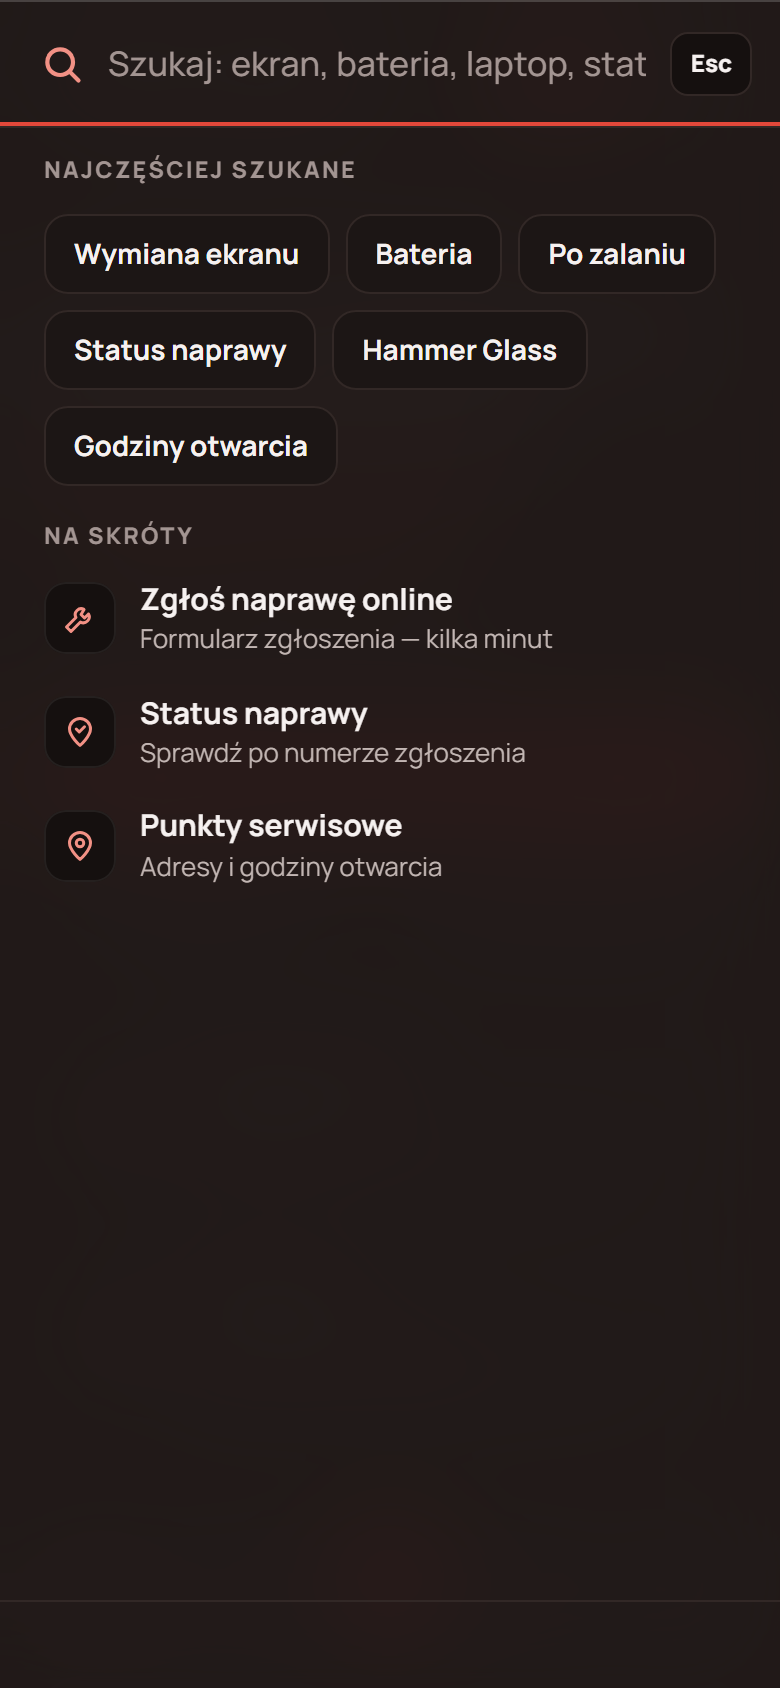 Szukaj: ekran, bateria, laptop, stat
Esc
NAJCZĘŚCIEJ SZUKANE
Wymiana ekranu
Bateria
Po zalaniu
Status naprawy
Hammer Glass
Godziny otwarcia
NA SKRÓTY
Zgłoś naprawę online
Formularz zgłoszenia — kilka minut
Status naprawy
Sprawdź po numerze zgłoszenia
Punkty serwisowe
Adresy i godziny otwarcia